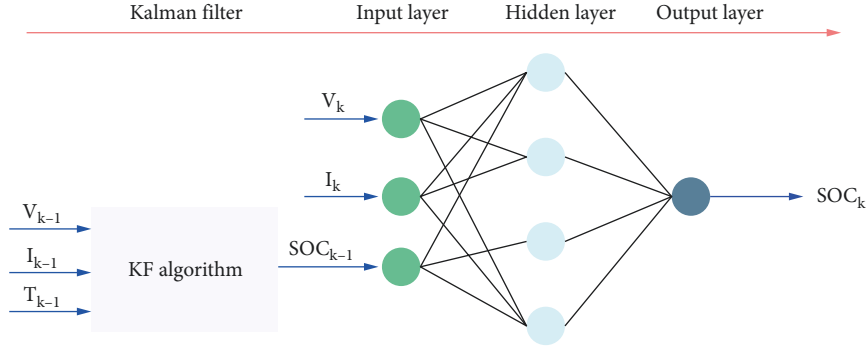 Kalman filter
Input layer
Hidden layer
Output layer
Vₖ
Iₖ
Vₖ₋₁
Iₖ₋₁
Tₖ₋₁
KF algorithm
SOCₖ₋₁
SOCₖ